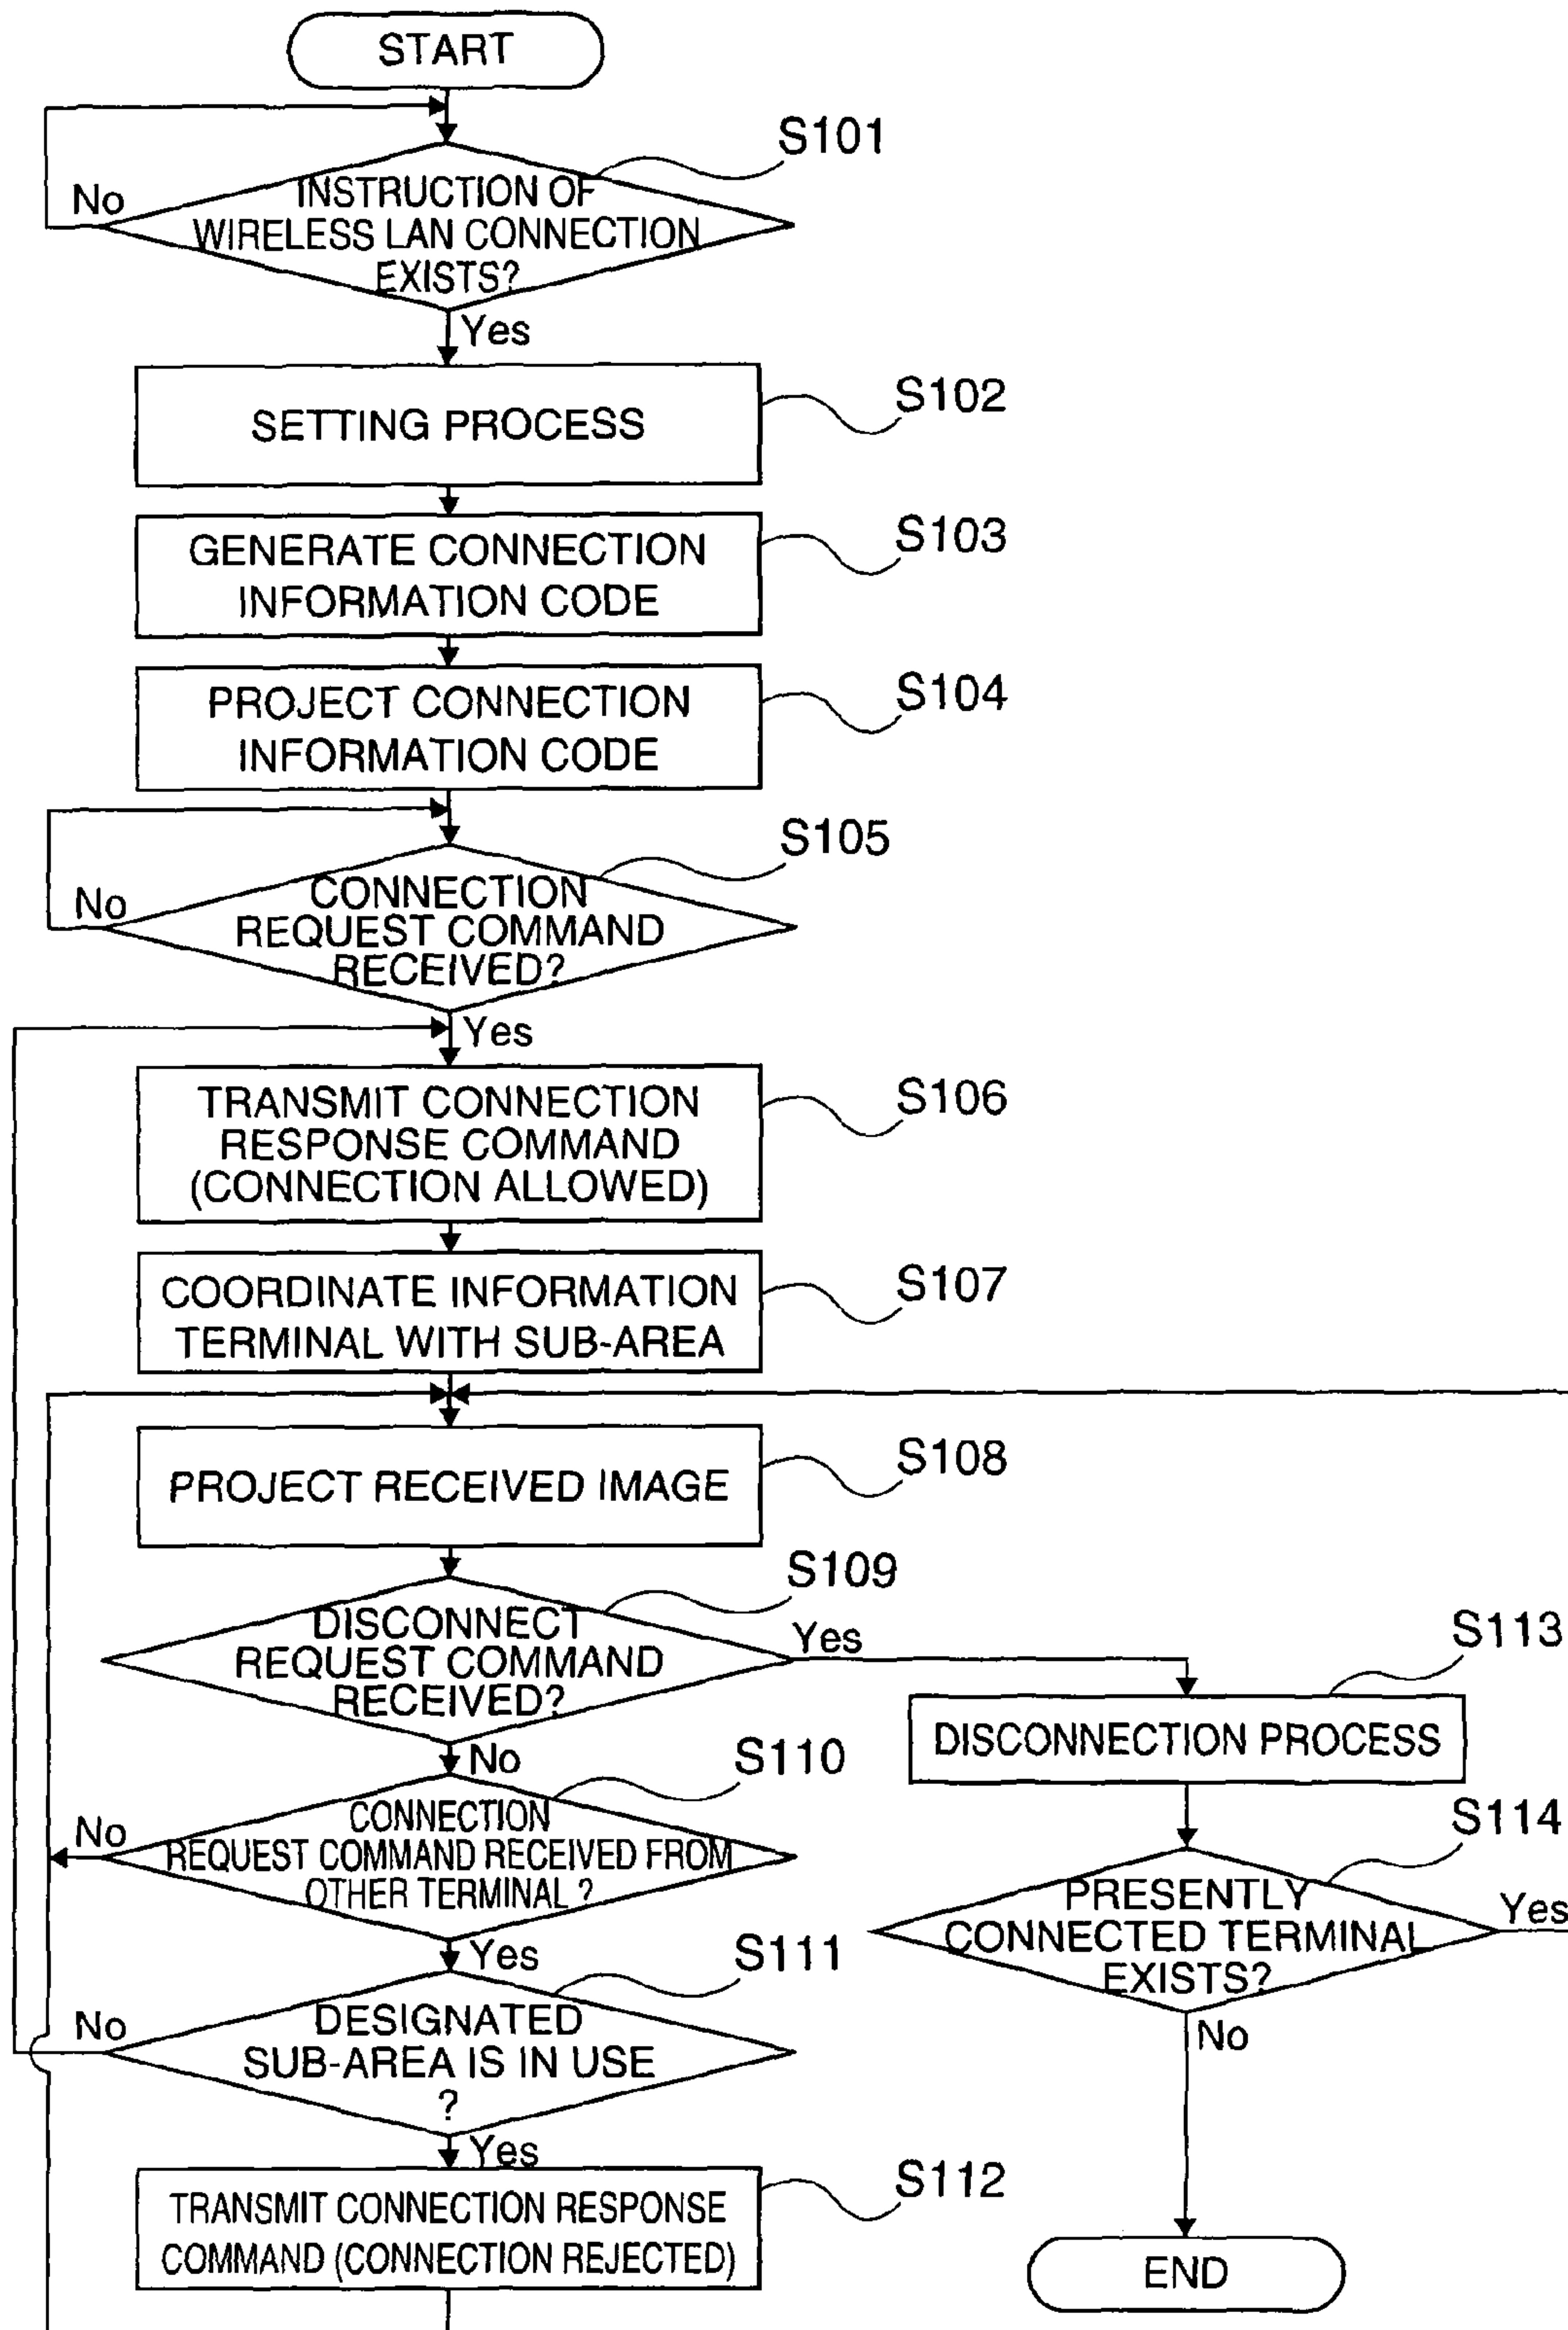 START
S101
INSTRUCTION OF
WIRELESS LAN CONNECTION
EXISTS?
No
Yes
SETTING PROCESS
S102
GENERATE CONNECTION
INFORMATION CODE
S103
PROJECT CONNECTION
INFORMATION CODE
S104
S105
CONNECTION
REQUEST COMMAND
RECEIVED?
No
Yes
TRANSMIT CONNECTION
RESPONSE COMMAND
(CONNECTION ALLOWED)
S106
COORDINATE INFORMATION
TERMINAL WITH SUB-AREA
S107
PROJECT RECEIVED IMAGE
S108
S109
DISCONNECT
REQUEST COMMAND
RECEIVED?
Yes
No
S110
CONNECTION
REQUEST COMMAND RECEIVED FROM
OTHER TERMINAL ?
No
Yes
S111
DESIGNATED
SUB-AREA IS IN USE
?
No
Yes
TRANSMIT CONNECTION RESPONSE
COMMAND (CONNECTION REJECTED)
S112
S113
DISCONNECTION PROCESS
S114
PRESENTLY
CONNECTED TERMINAL
EXISTS?
Yes
No
END